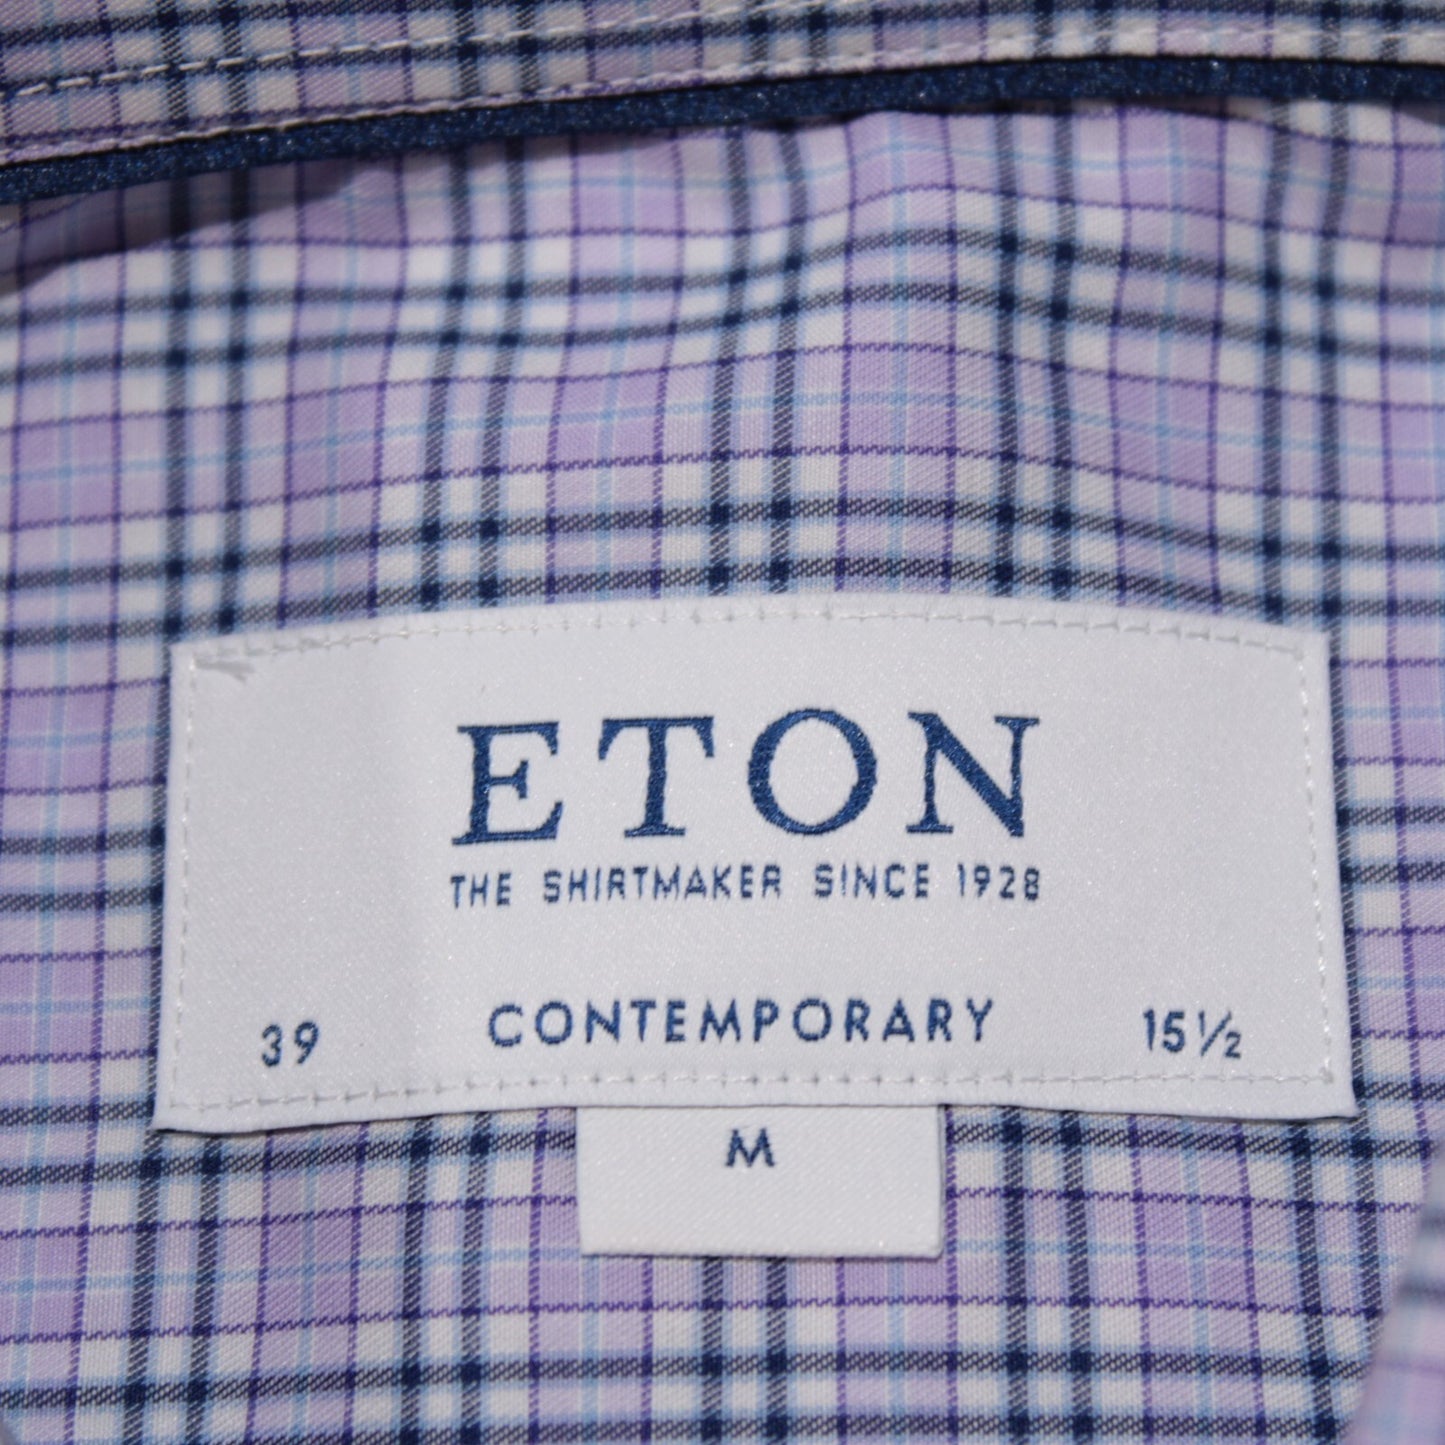 ETON
THE SHIRTMAKER SINCE 1928
39 CONTEMPORARY 15½
M